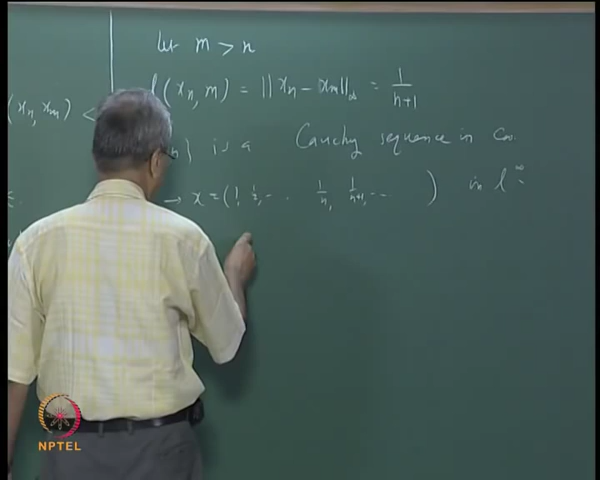 let m > n
(xₙ, xₘ) <
ρ(xₙ, m) = ||xₙ − xₘ||∞ = 1/(n+1)
n} is a Cauchy sequence in c₀₀
→ x = (1, 1/2, -- . 1/n, 1/(n+1), -- ) in l^∞.
NPTEL